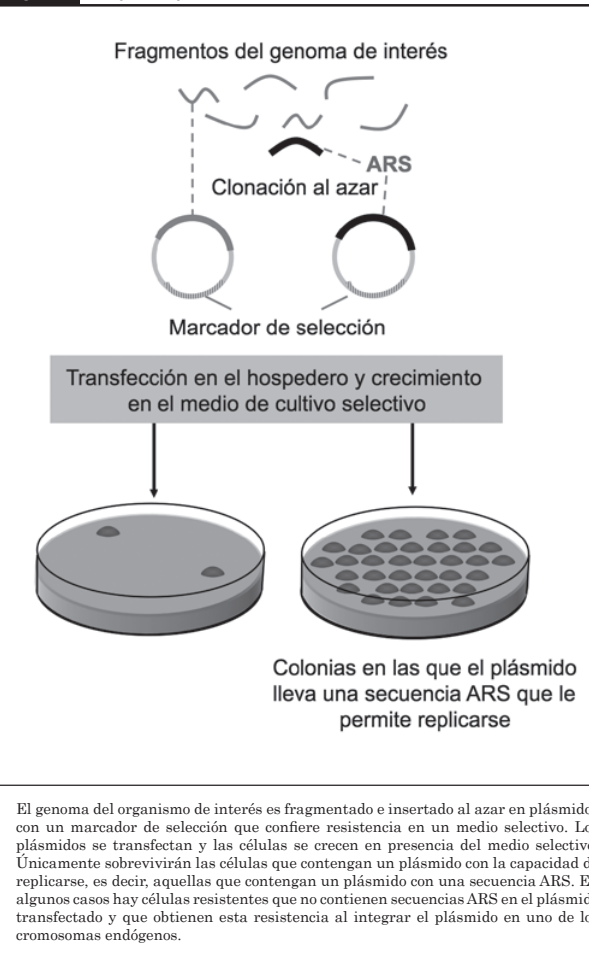 Fragmentos del genoma de interés
ARS
Clonación al azar
Marcador de selección
Transfección en el hospedero y crecimiento
en el medio de cultivo selectivo
Colonias en las que el plásmido
lleva una secuencia ARS que le
permite replicarse
El genoma del organismo de interés es fragmentado e insertado al azar en
con un marcador de selección que confiere resistencia en un medio selectivo.
plásmidos se transfectan y las células se crecen en presencia del medio
Únicamente sobrevivirán las células que contengan un plásmido con la capacidad
replicarse, es decir, aquellas que contengan un plásmido con una secuencia ARS.
algunos casos hay células resistentes que no contienen secuencias ARS en el
transfectado y que obtienen esta resistencia al integrar el plásmido en uno de
cromosomas endógenos.